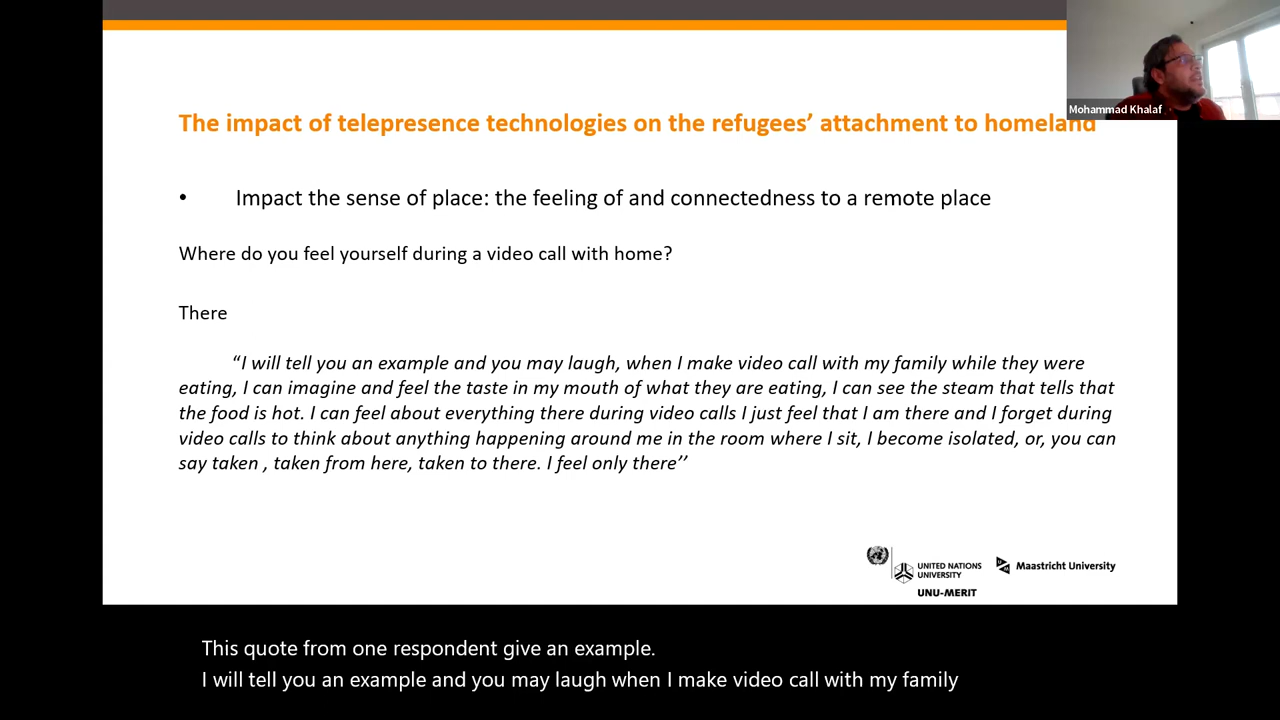 The impact of telepresence technologies on the refugees’ attachment to homeland
Mohammad Khalaf
• Impact the sense of place: the feeling of and connectedness to a remote place
Where do you feel yourself during a video call with home?
There
“I will tell you an example and you may laugh, when I make video call with my family while they were
eating, I can imagine and feel the taste in my mouth of what they are eating, I can see the steam that tells that
the food is hot. I can feel about everything there during video calls I just feel that I am there and I forget during
video calls to think about anything happening around me in the room where I sit, I become isolated, or, you can
say taken , taken from here, taken to there. I feel only there’’
UNITED NATIONS
UNIVERSITY
UNU-MERIT
Maastricht University
This quote from one respondent give an example.
I will tell you an example and you may laugh when I make video call with my family